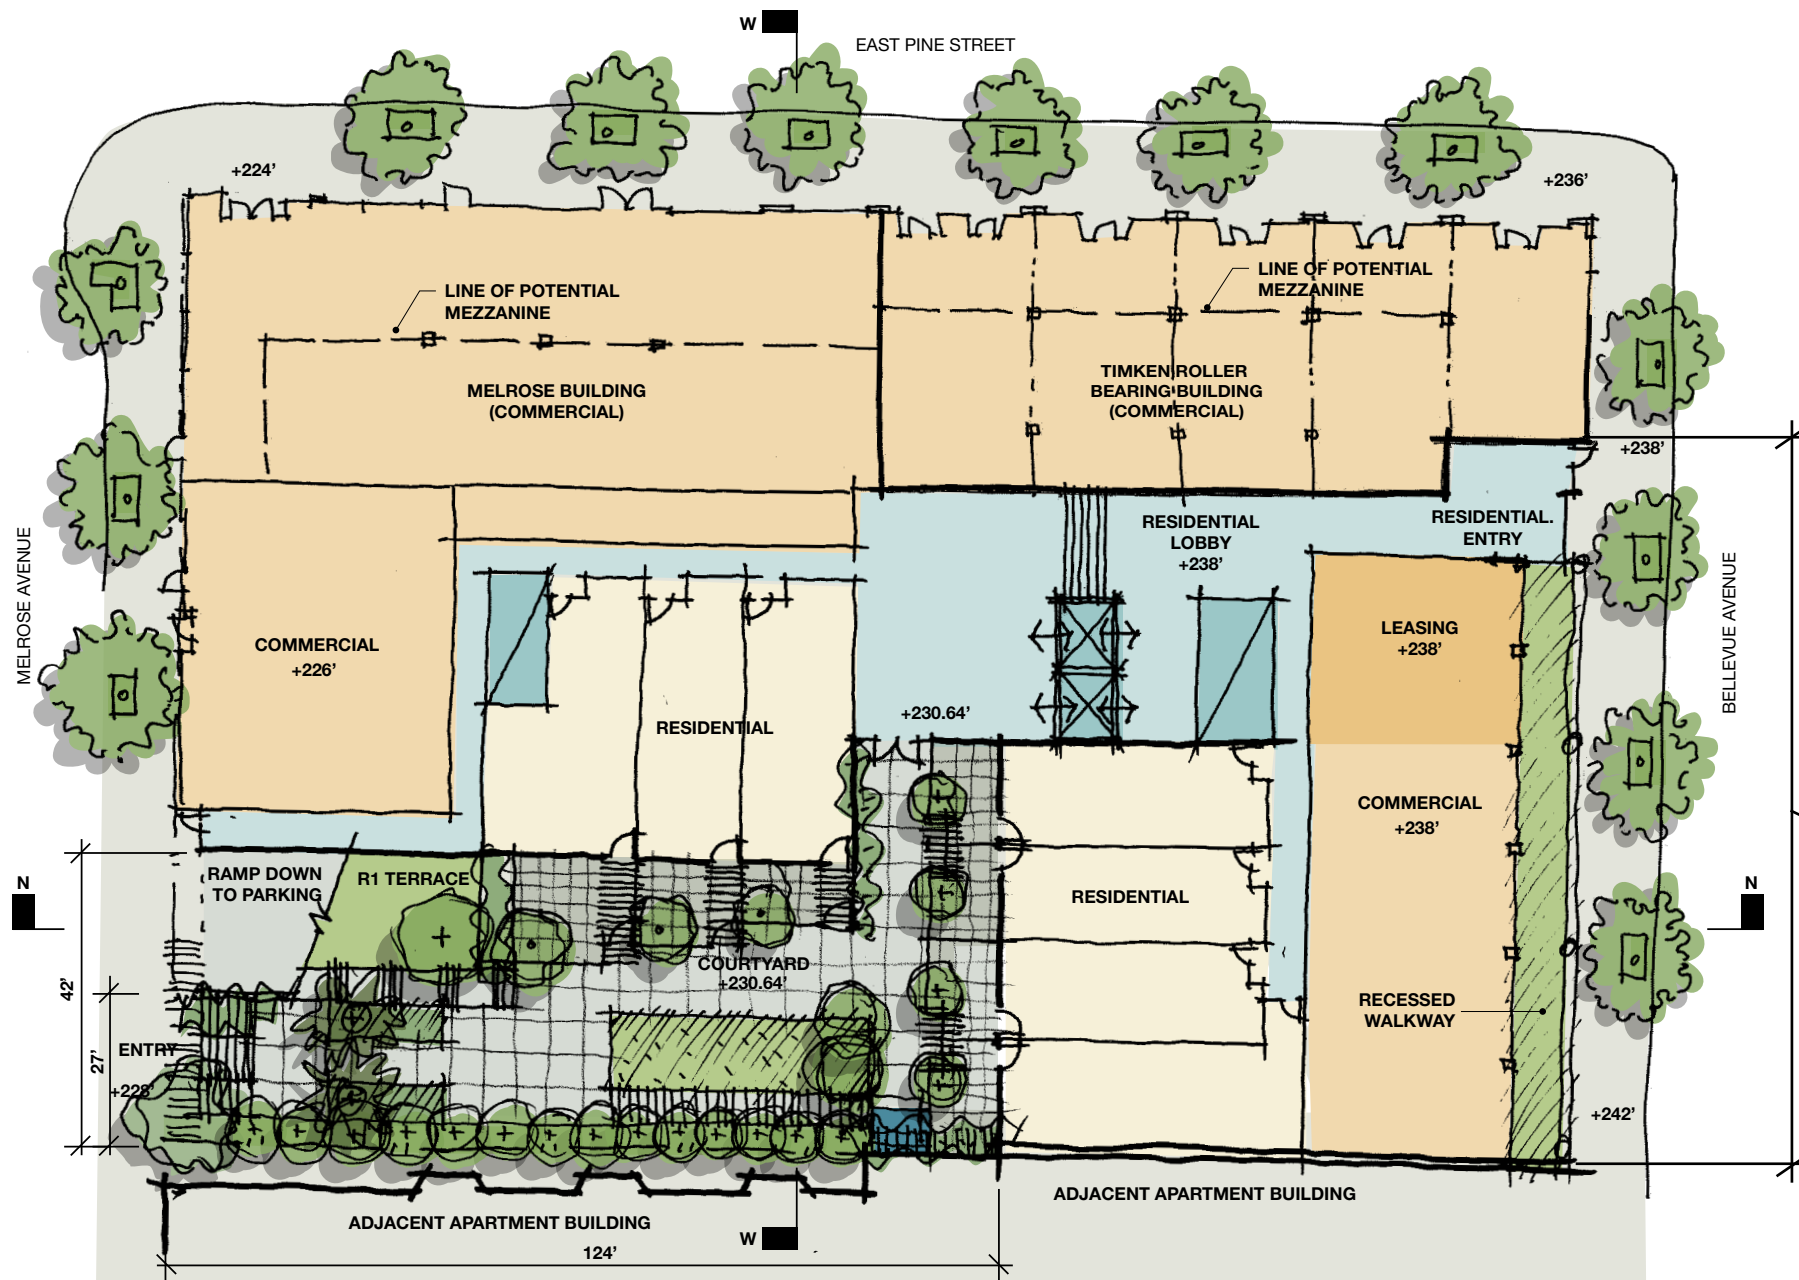 W
EAST PINE STREET
+224’
+236’
LINE OF POTENTIAL
MEZZANINE
LINE OF POTENTIAL
MEZZANINE
MELROSE BUILDING
(COMMERCIAL)
TIMKEN ROLLER
BEARING BUILDING
(COMMERCIAL)
+238’
RESIDENTIAL
LOBBY
+238’
RESIDENTIAL.
ENTRY
MELROSE AVENUE
BELLEVUE AVENUE
COMMERCIAL
+226’
LEASING
+238’
RESIDENTIAL
+230.64’
COMMERCIAL
+238’
RAMP DOWN
TO PARKING
R1 TERRACE
N
N
RESIDENTIAL
COURTYARD
+230.64’
42’
RECESSED
WALKWAY
ENTRY
27’
+228’
+242’
ADJACENT APARTMENT BUILDING
ADJACENT APARTMENT BUILDING
W
124’